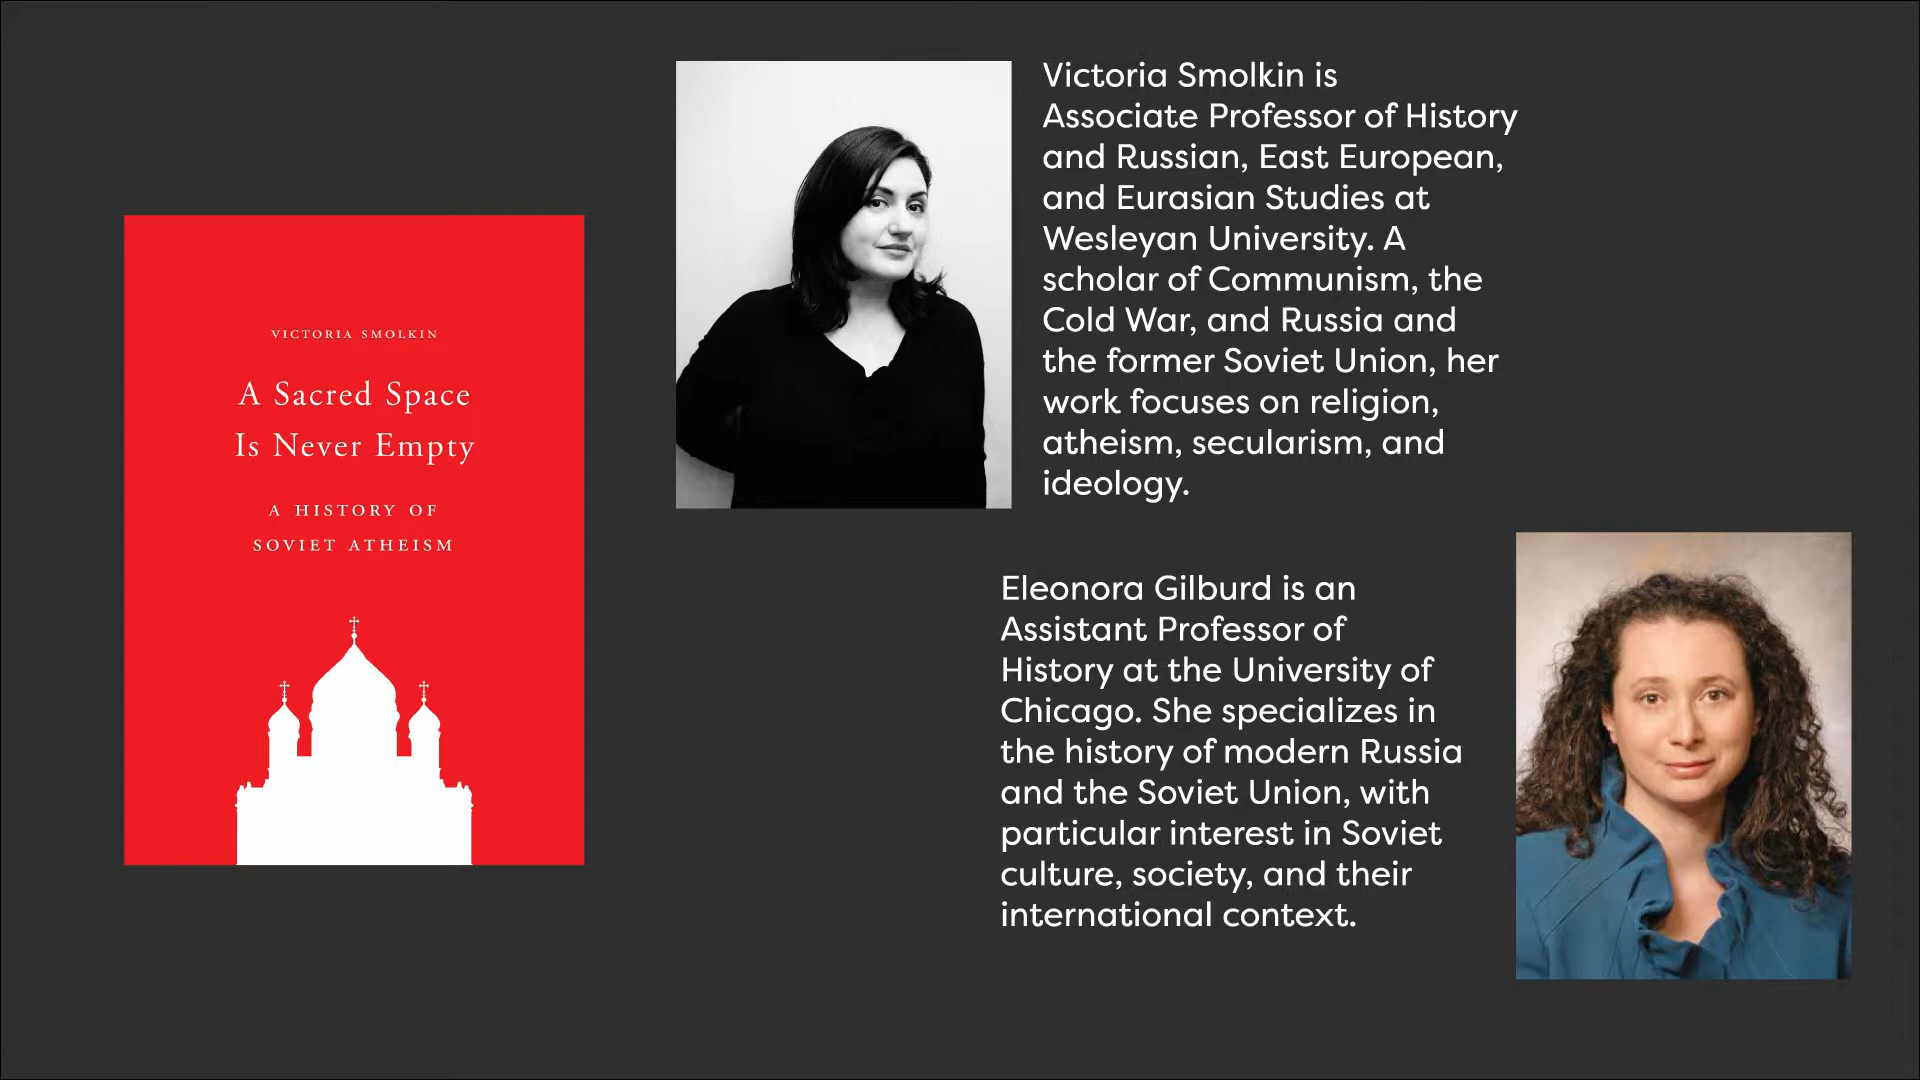 VICTORIA SMOLKIN
A Sacred Space
Is Never Empty
A HISTORY OF
SOVIET ATHEISM
Victoria Smolkin is
Associate Professor of History
and Russian, East European,
and Eurasian Studies at
Wesleyan University. A
scholar of Communism, the
Cold War, and Russia and
the former Soviet Union, her
work focuses on religion,
atheism, secularism, and
ideology.
Eleonora Gilburd is an
Assistant Professor of
History at the University of
Chicago. She specializes in
the history of modern Russia
and the Soviet Union, with
particular interest in Soviet
culture, society, and their
international context.